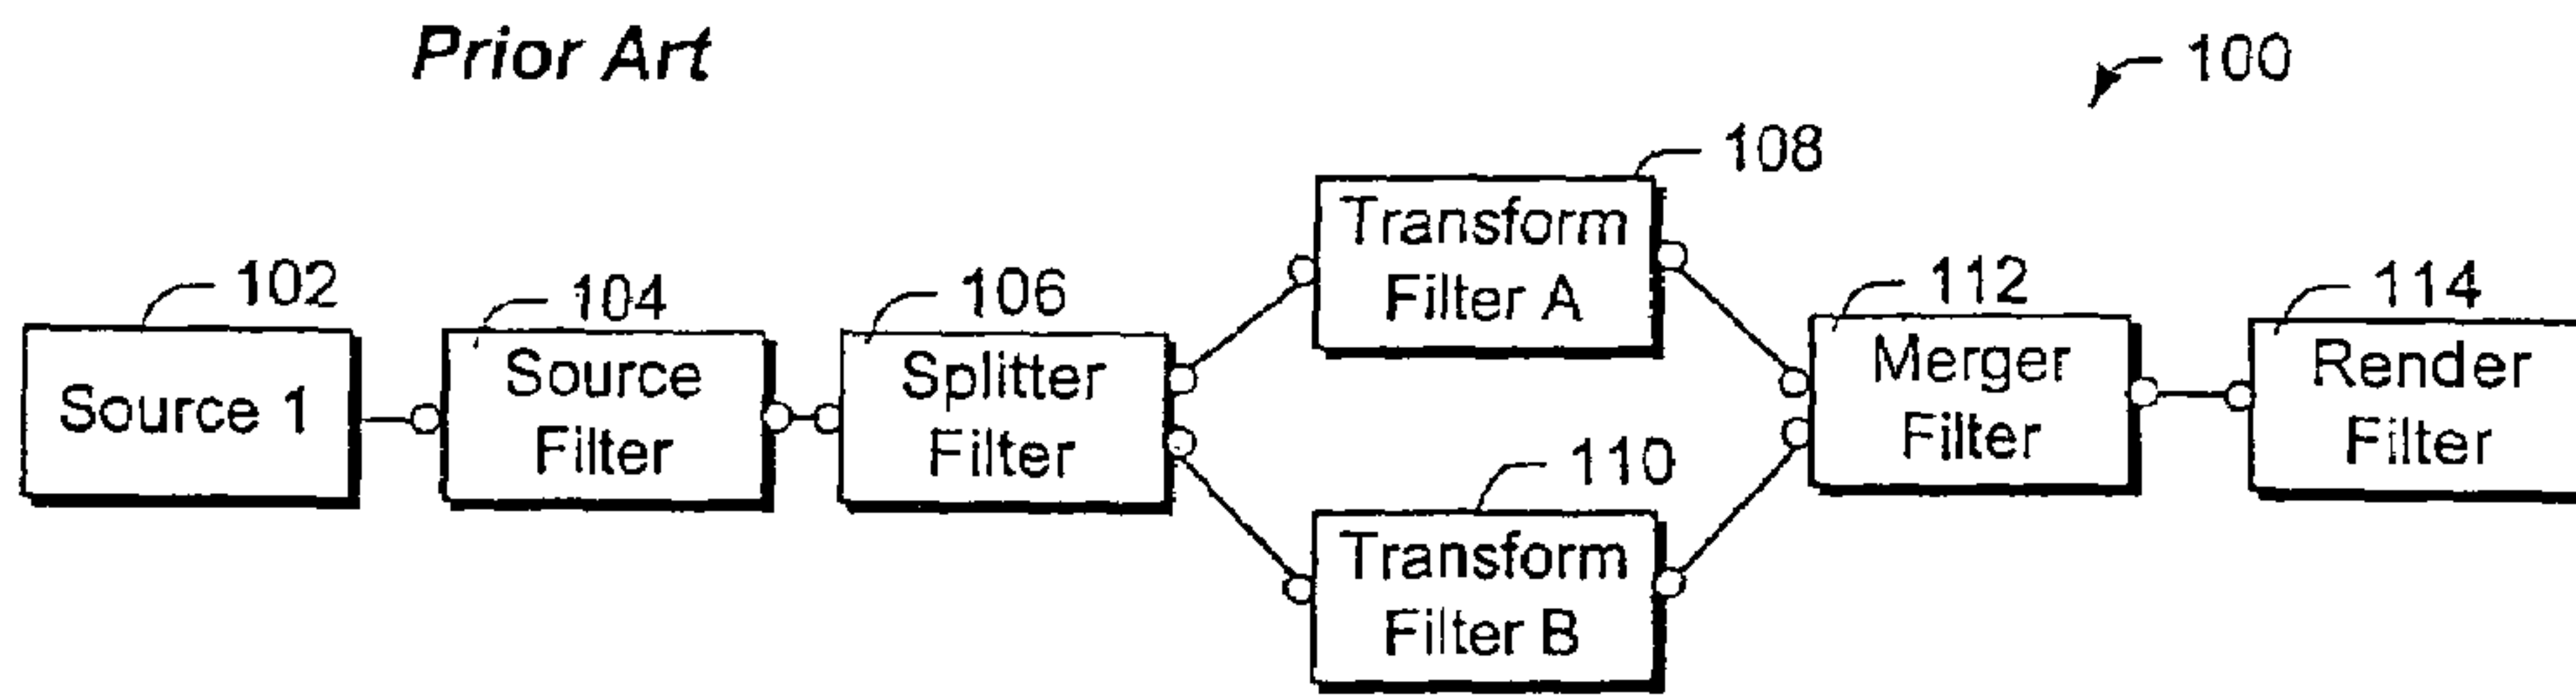 Prior Art
100
102
Source 1
104
Source
Filter
106
Splitter
Filter
108
Transform
Filter A
110
Transform
Filter B
112
Merger
Filter
114
Render
Filter